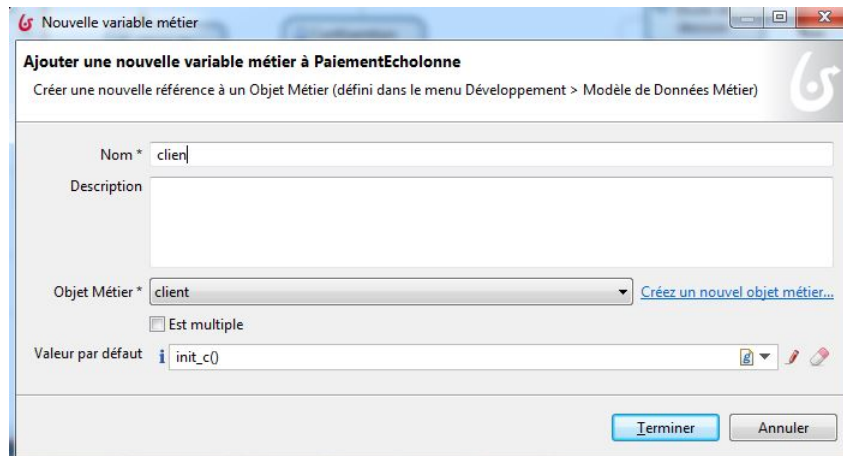 Nouvelle variable métier
Ajouter une nouvelle variable métier à PaiementEcholonne
Créer une nouvelle référence à un Objet Métier (défini dans le menu Développement > Modèle de Données Métier)
Nom * clien
Description
Objet Métier * client Créez un nouvel objet métier...
Est multiple
Valeur par défaut i init_c()
Terminer Annuler